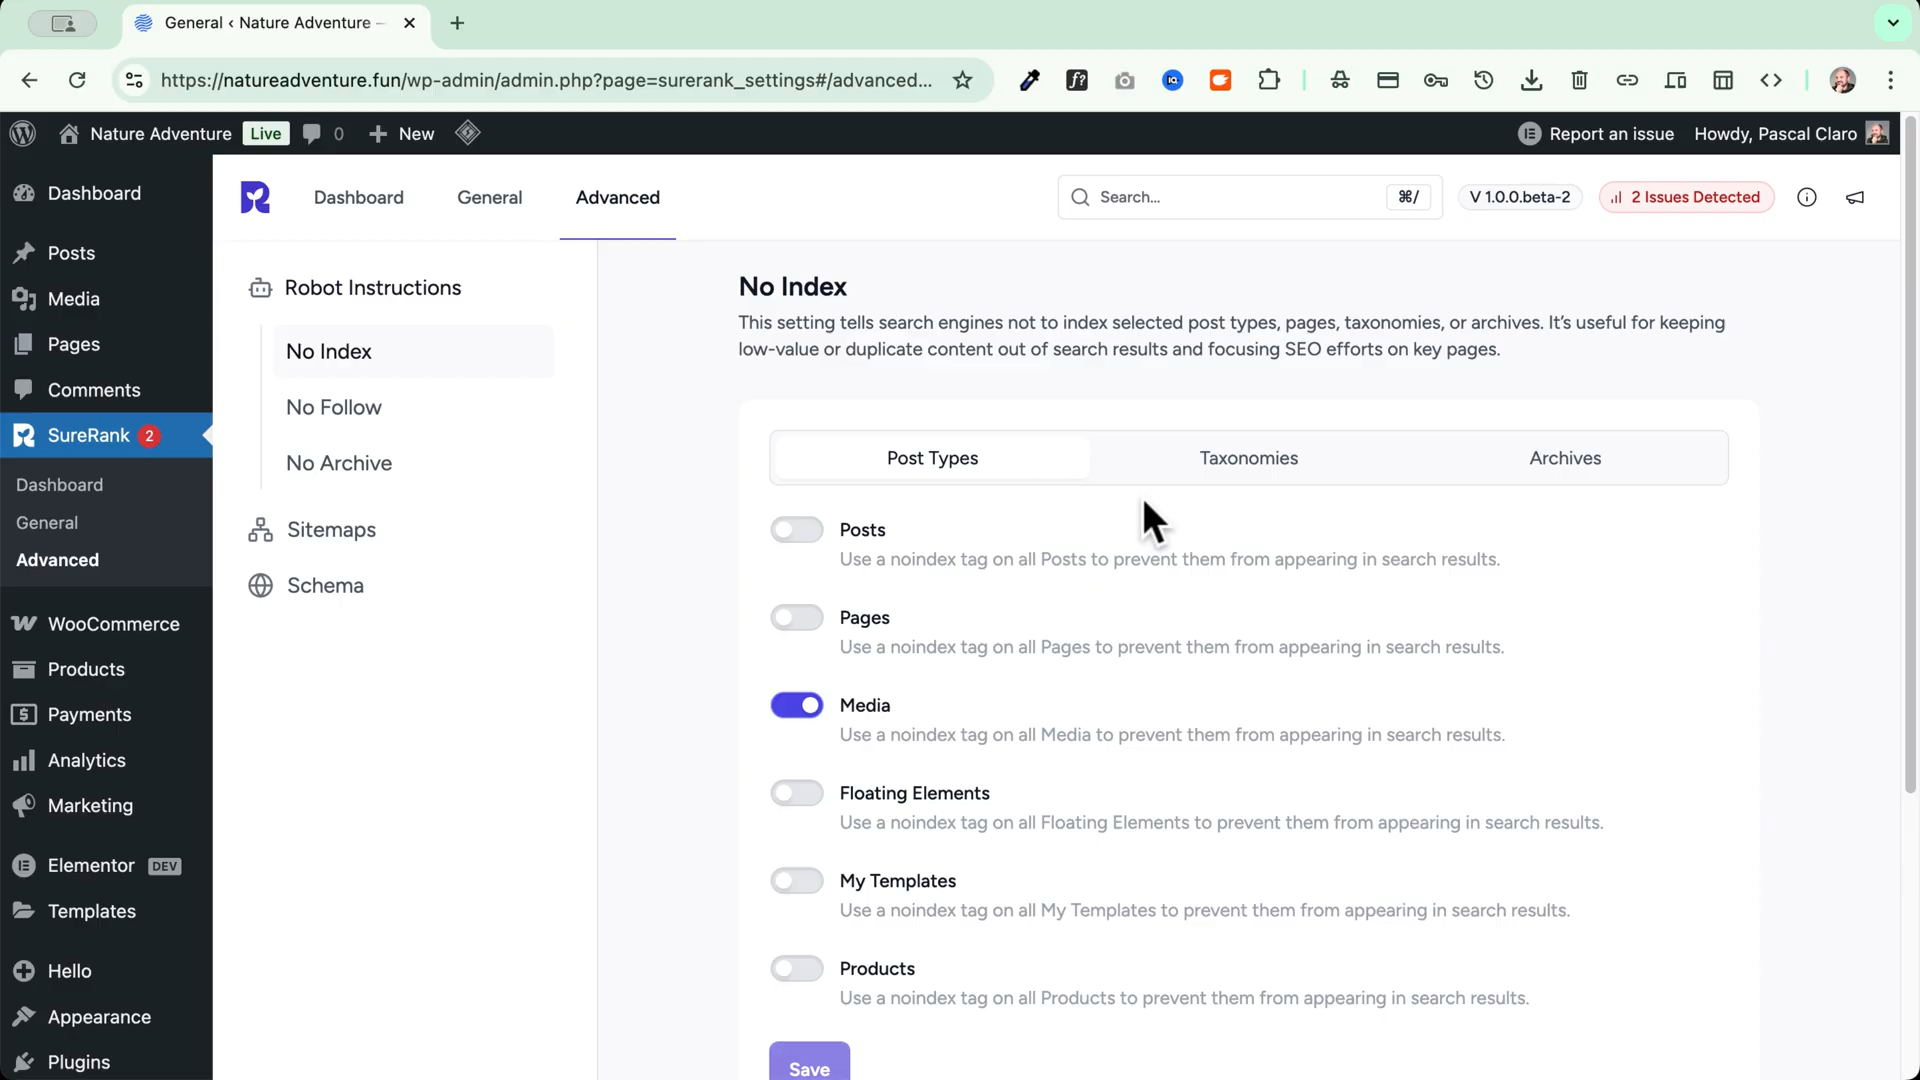 General ‹ Nature Adventure –
https://natureadventure.fun/wp-admin/admin.php?page=surerank_settings#/advanced...
Nature Adventure
Live
0
New
Report an issue
Howdy, Pascal Claro
Dashboard
Posts
Media
Pages
Comments
SureRank
2
Dashboard
General
Advanced
WooCommerce
Products
Payments
Analytics
Marketing
Elementor
DEV
Templates
Hello
Appearance
Plugins
Dashboard
General
Advanced
Search...
⌘/
V 1.0.0.beta-2
2 Issues Detected
Robot Instructions
No Index
No Follow
No Archive
Sitemaps
Schema
No Index
This setting tells search engines not to index selected post types, pages, taxonomies, or archives. It’s useful for keeping
low-value or duplicate content out of search results and focusing SEO efforts on key pages.
Post Types
Taxonomies
Archives
Posts
Use a noindex tag on all Posts to prevent them from appearing in search results.
Pages
Use a noindex tag on all Pages to prevent them from appearing in search results.
Media
Use a noindex tag on all Media to prevent them from appearing in search results.
Floating Elements
Use a noindex tag on all Floating Elements to prevent them from appearing in search results.
My Templates
Use a noindex tag on all My Templates to prevent them from appearing in search results.
Products
Use a noindex tag on all Products to prevent them from appearing in search results.
Save